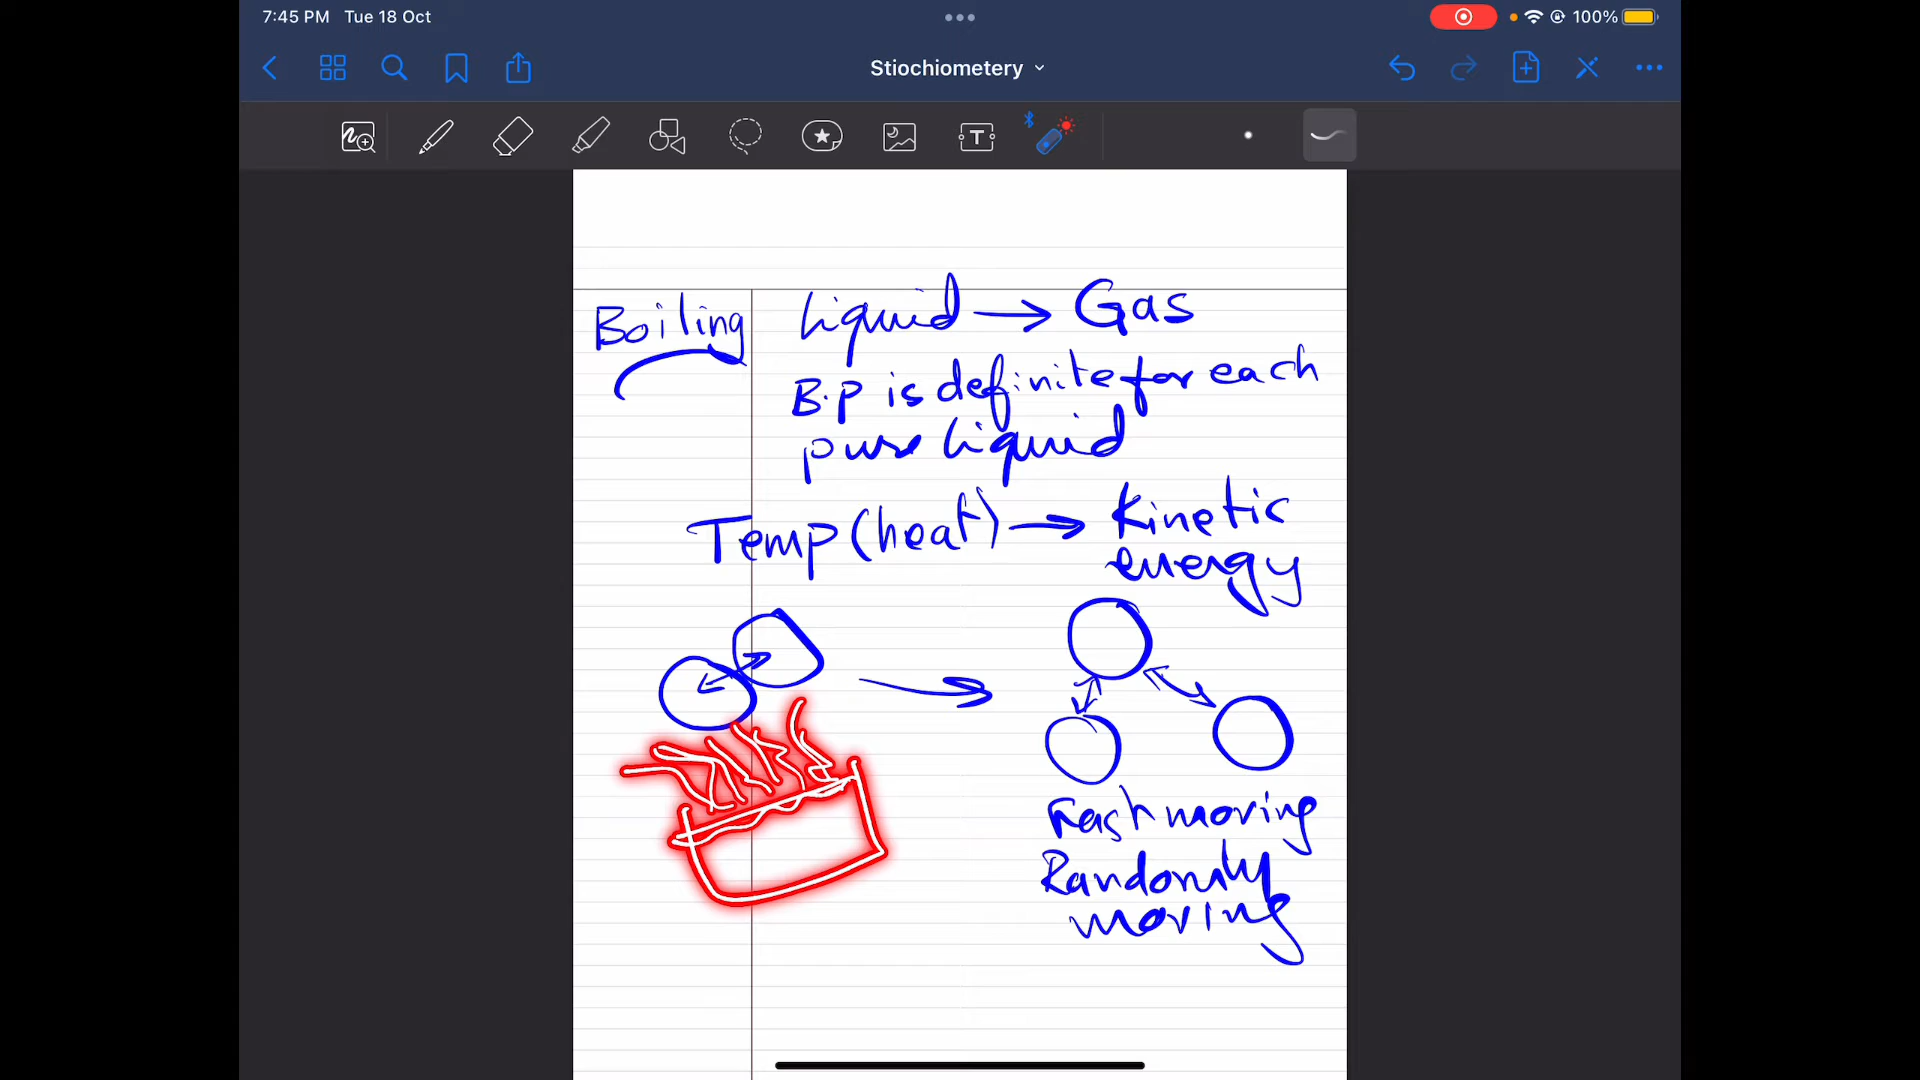 7:45 PM Tue 18 Oct
100%
Stiochiometery
T
Boiling
Liquid → Gas
B.P is definite for each
pure liquid
Temp (heat) → Kinetic
energy
Fast moving
Randomly
moving